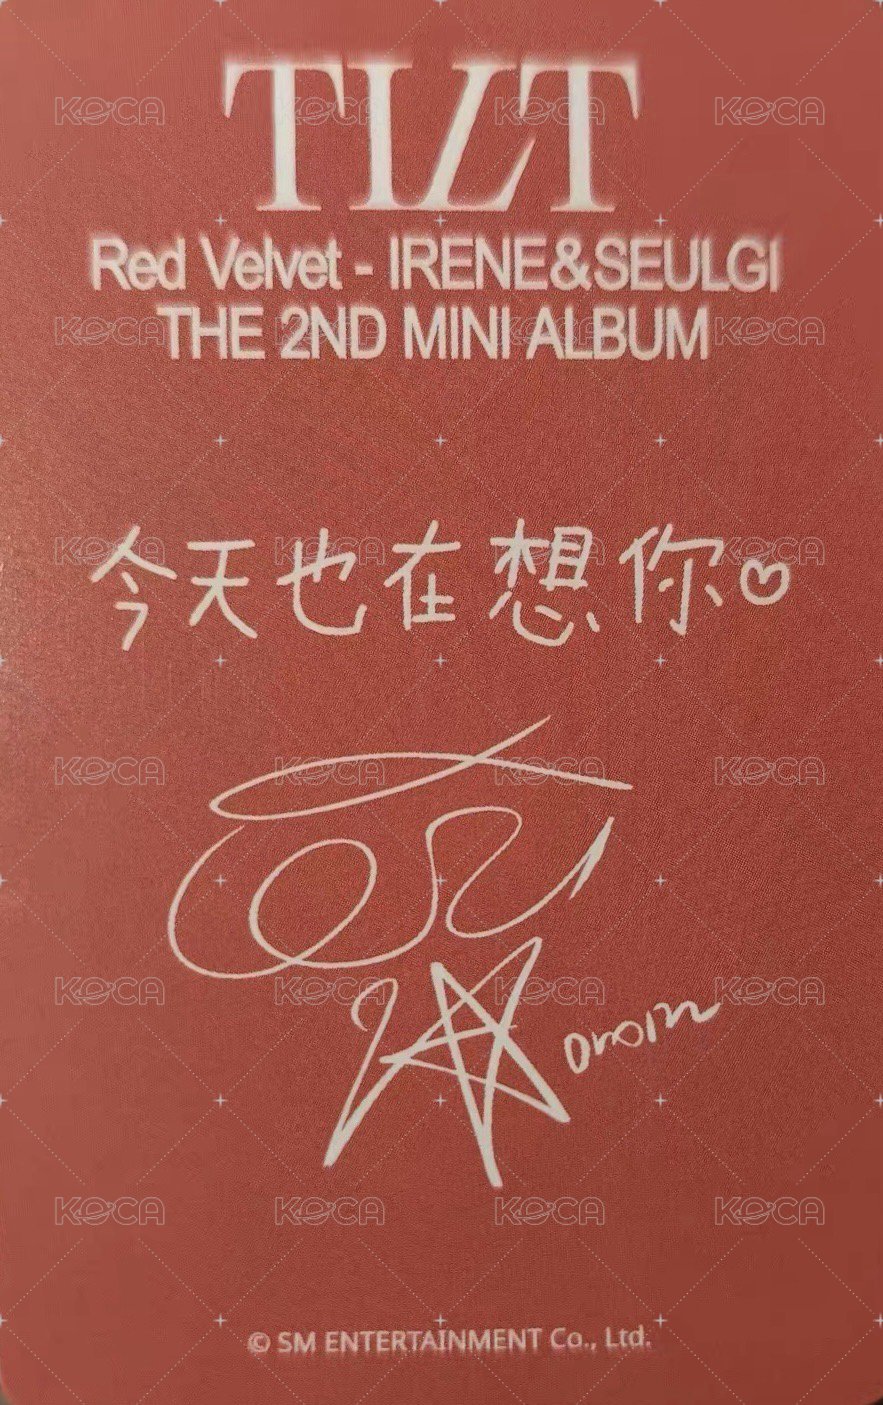 TILT
Red Velvet - IRENE&SEULGI
THE 2ND MINI ALBUM
今天也在想你♡
© SM ENTERTAINMENT Co., Ltd.
KOCA